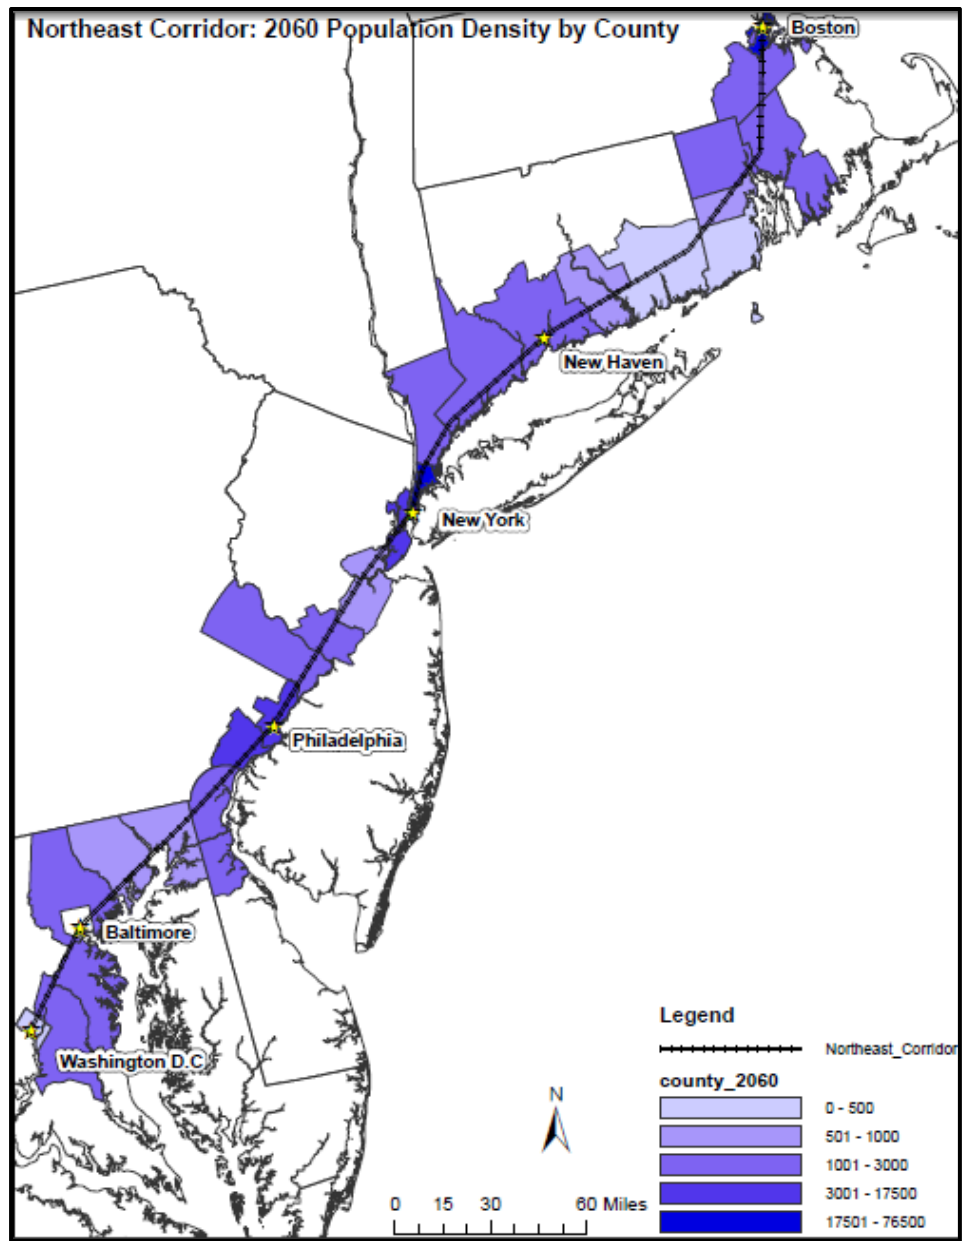 Northeast Corridor: 2060 Population Density by County
Boston
New Haven
New York
Philadelphia
Baltimore
Washington D.C
Legend
Northeast_Corridor
county_2060
0 - 500
501 - 1000
1001 - 3000
3001 - 17500
17501 - 76500
N
0 15 30 60 Miles